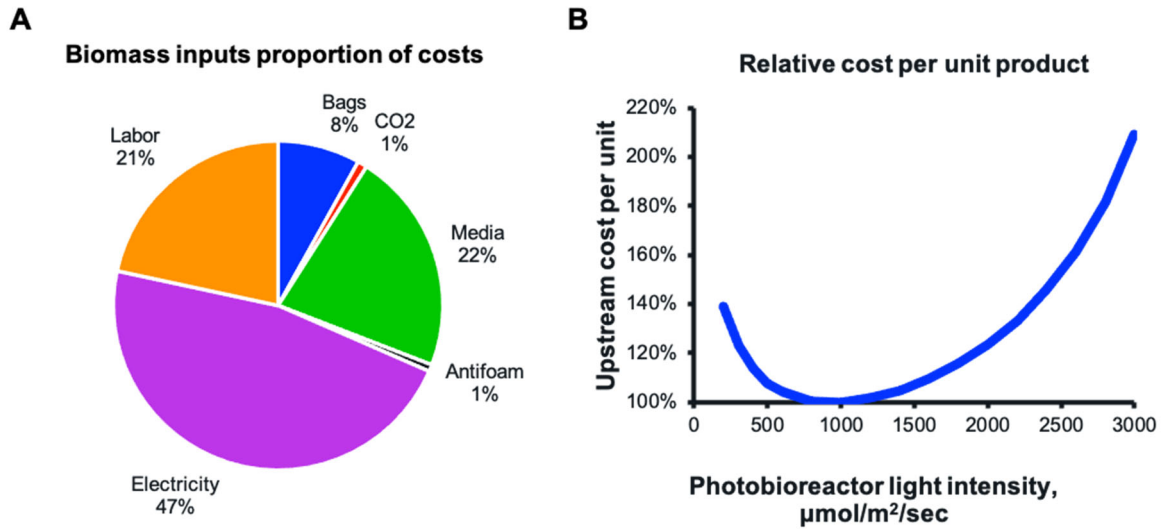 A
Biomass inputs proportion of costs
Bags
8%
CO2
1%
Labor
21%
Media
22%
Antifoam
1%
Electricity
47%
B
Relative cost per unit product
Upstream cost per unit
220%
200%
180%
160%
140%
120%
100%
0 500 1000 1500 2000 2500 3000
Photobioreactor light intensity,
µmol/m²/sec